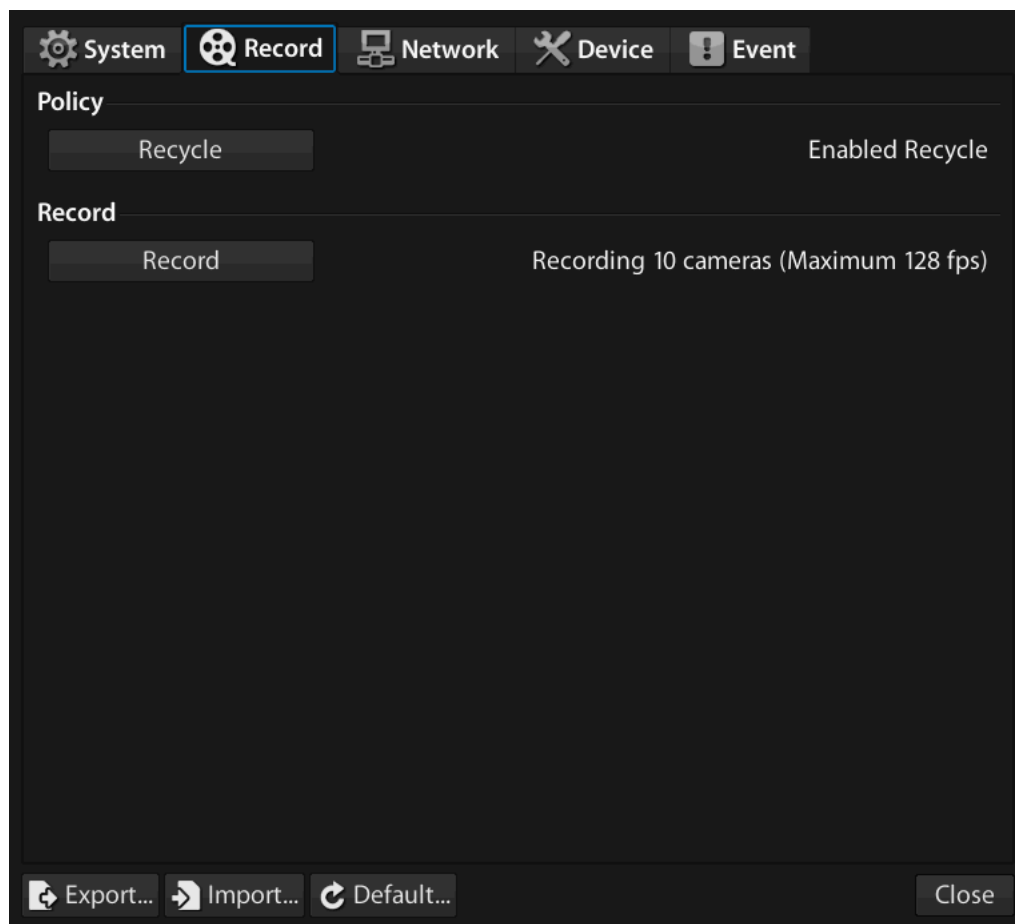 System Record Network Device Event
Policy
Recycle Enabled Recycle
Record
Record Recording 10 cameras (Maximum 128 fps)
Export... Import... Default... Close